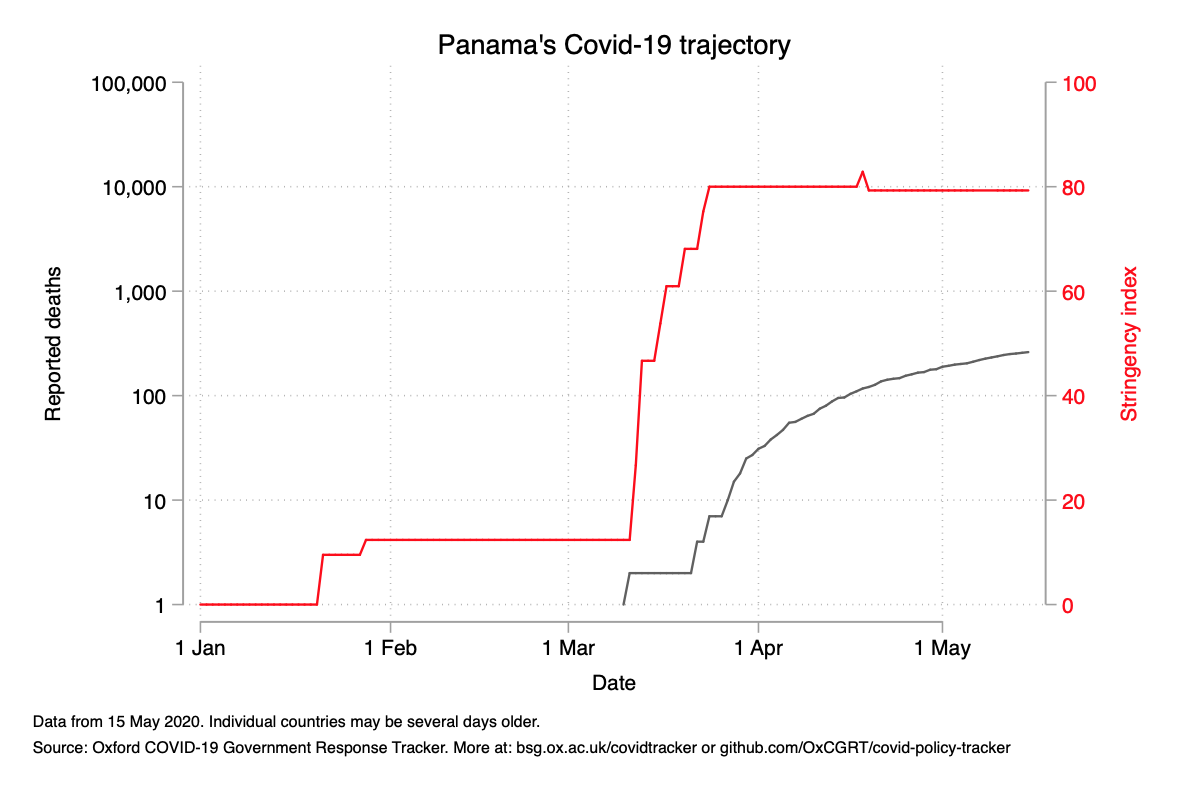 Panama's Covid-19 trajectory
100,000
10,000
1,000
100
10
1
Reported deaths
100
80
60
40
20
0
Stringency index
1 Jan
1 Feb
1 Mar
1 Apr
1 May
Date
Data from 15 May 2020. Individual countries may be several days older.
Source: Oxford COVID-19 Government Response Tracker. More at: bsg.ox.ac.uk/covidtracker or github.com/OxCGRT/covid-policy-tracker